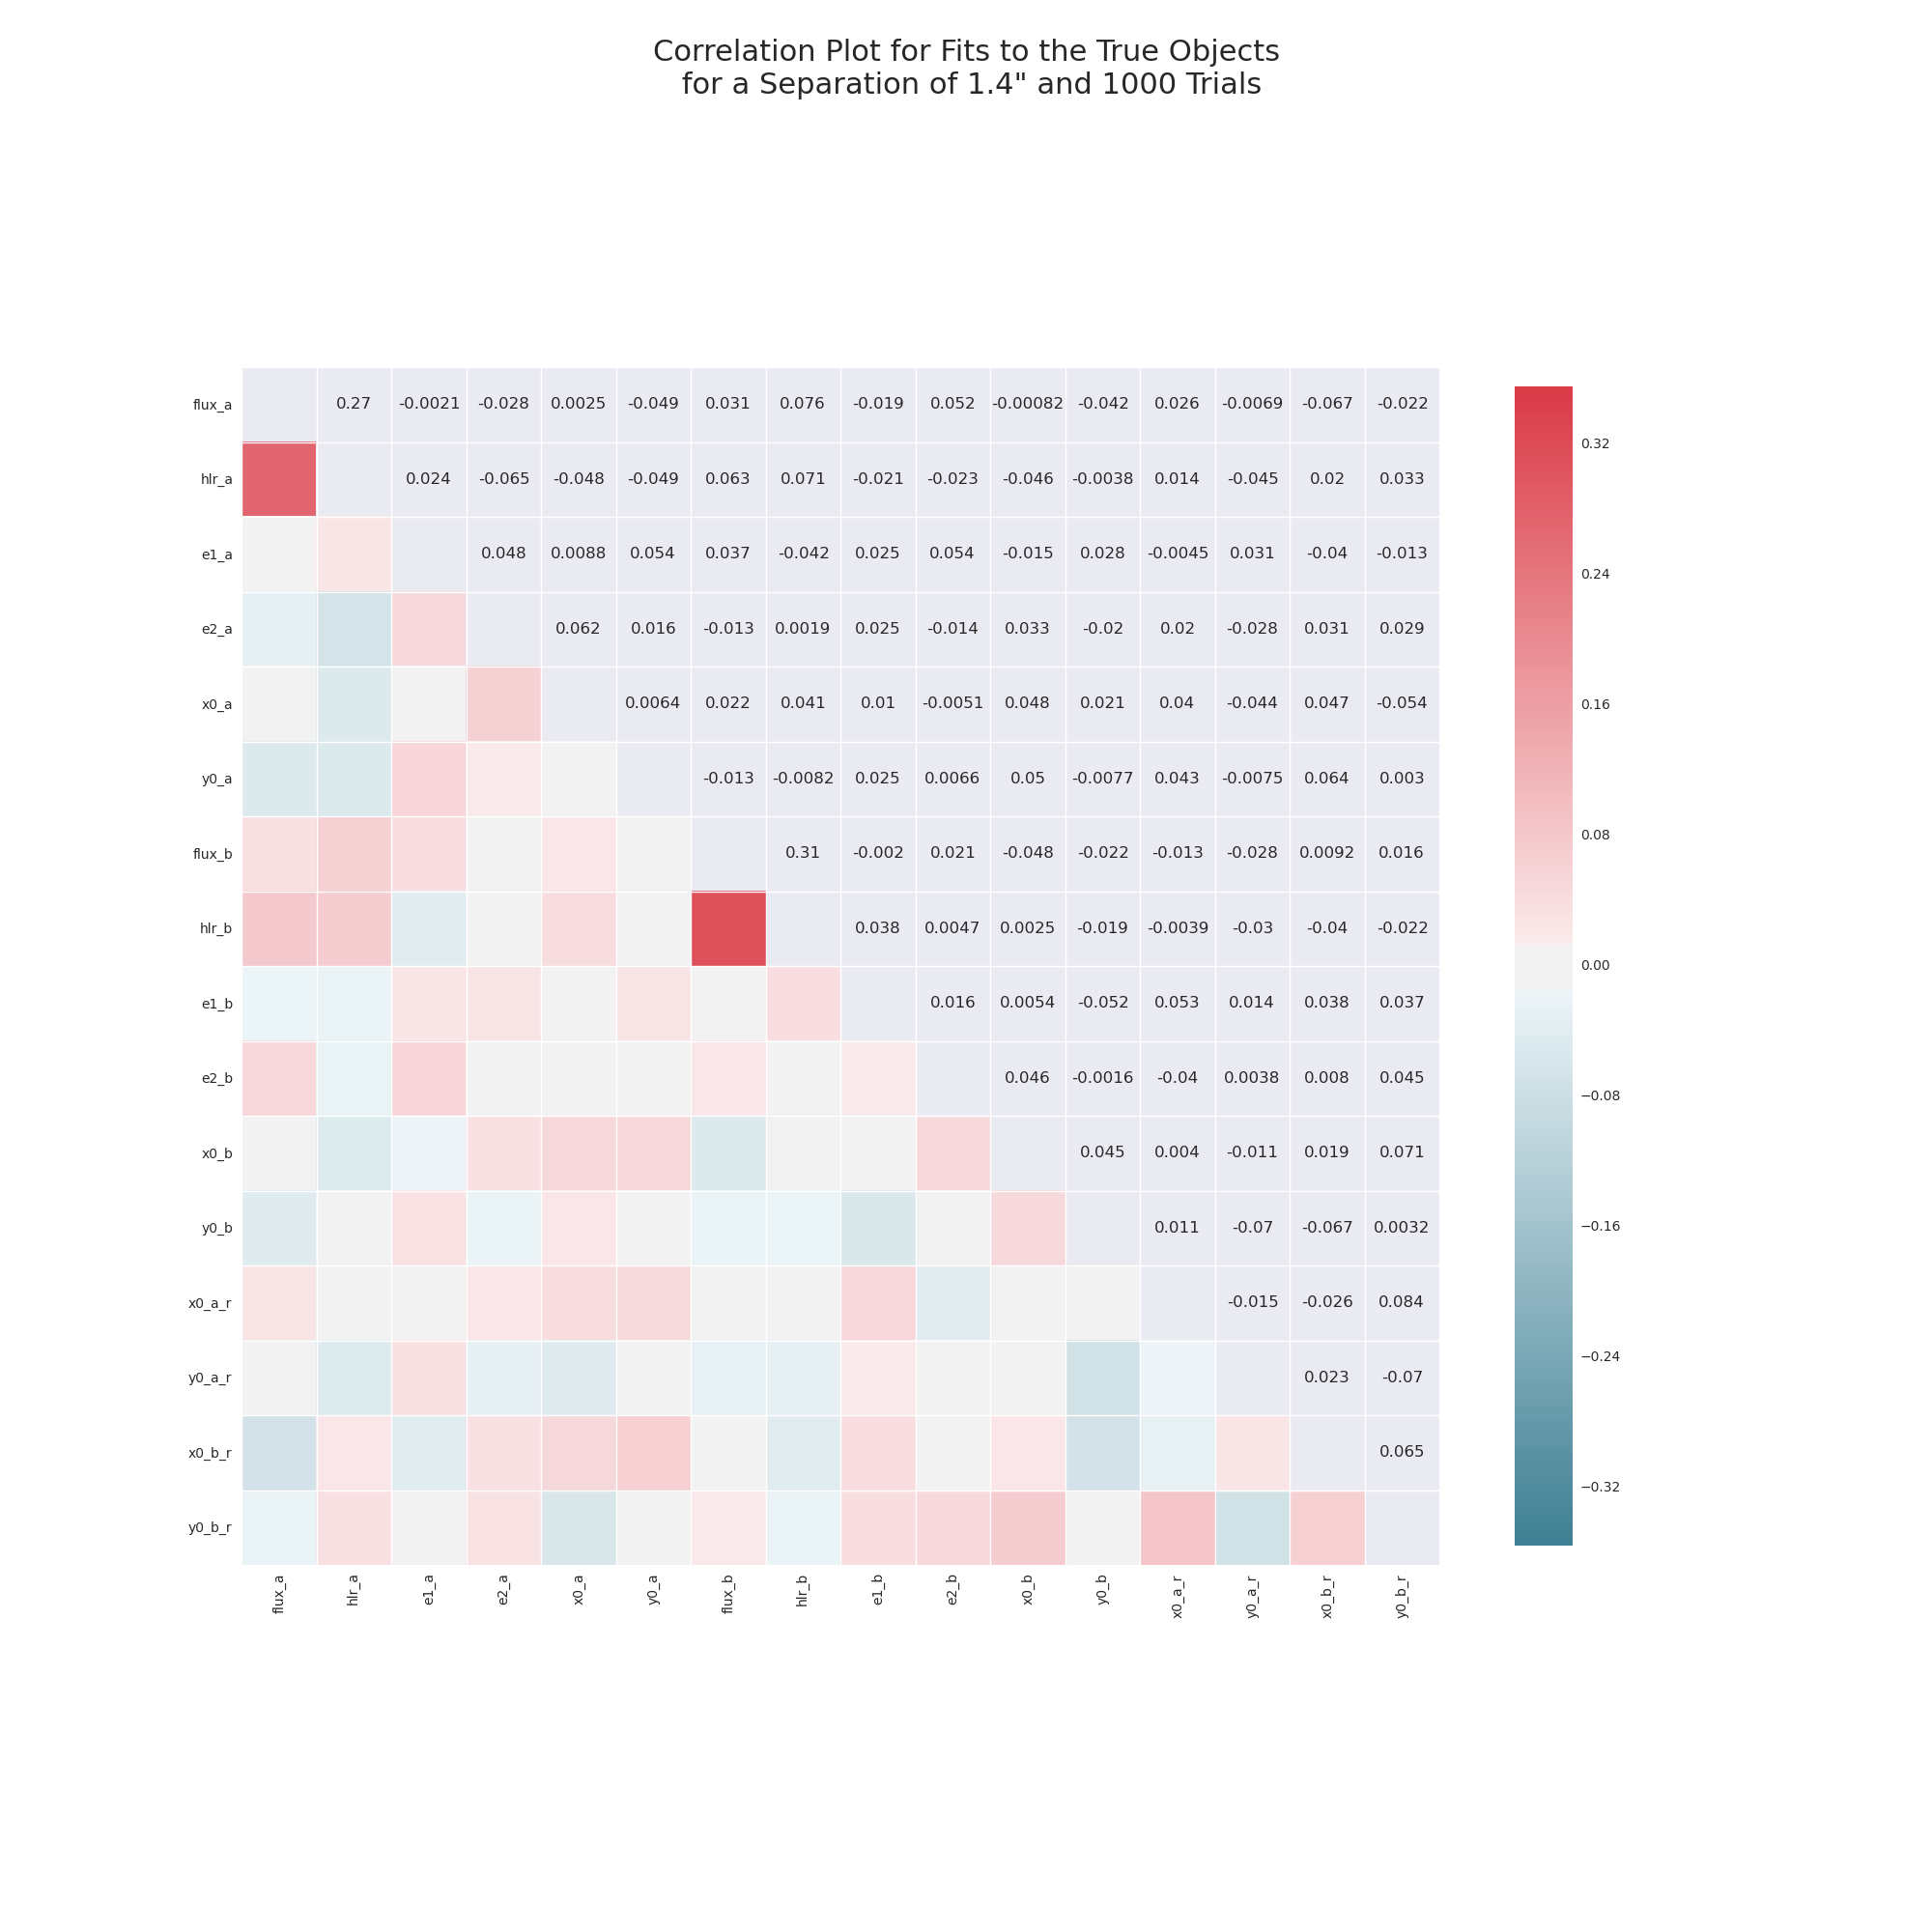 Correlation Plot for Fits to the True Objects
for a Separation of 1.4" and 1000 Trials
flux_a 0.27 -0.0021 -0.028 0.0025 -0.049 0.031 0.076 -0.019 0.052 -0.00082 -0.042 0.026 -0.0069 -0.067 -0.022
hlr_a 0.024 -0.065 -0.048 -0.049 0.063 0.071 -0.021 -0.023 -0.046 -0.0038 0.014 -0.045 0.02 0.033
e1_a 0.048 0.0088 0.054 0.037 -0.042 0.025 0.054 -0.015 0.028 -0.0045 0.031 -0.04 -0.013
e2_a 0.062 0.016 -0.013 0.0019 0.025 -0.014 0.033 -0.02 0.02 -0.028 0.031 0.029
x0_a 0.0064 0.022 0.041 0.01 -0.0051 0.048 0.021 0.04 -0.044 0.047 -0.054
y0_a -0.013 -0.0082 0.025 0.0066 0.05 -0.0077 0.043 -0.0075 0.064 0.003
flux_b 0.31 -0.002 0.021 -0.048 -0.022 -0.013 -0.028 0.0092 0.016
hlr_b 0.038 0.0047 0.0025 -0.019 -0.0039 -0.03 -0.04 -0.022
e1_b 0.016 0.0054 -0.052 0.053 0.014 0.038 0.037
e2_b 0.046 -0.0016 -0.04 0.0038 0.008 0.045
x0_b 0.045 0.004 -0.011 0.019 0.071
y0_b 0.011 -0.07 -0.067 0.0032
x0_a_r -0.015 -0.026 0.084
y0_a_r 0.023 -0.07
x0_b_r 0.065
y0_b_r
flux_a hlr_a e1_a e2_a x0_a y0_a flux_b hlr_b e1_b e2_b x0_b y0_b x0_a_r y0_a_r x0_b_r y0_b_r
0.32
0.24
0.16
0.08
0.00
−0.08
−0.16
−0.24
−0.32